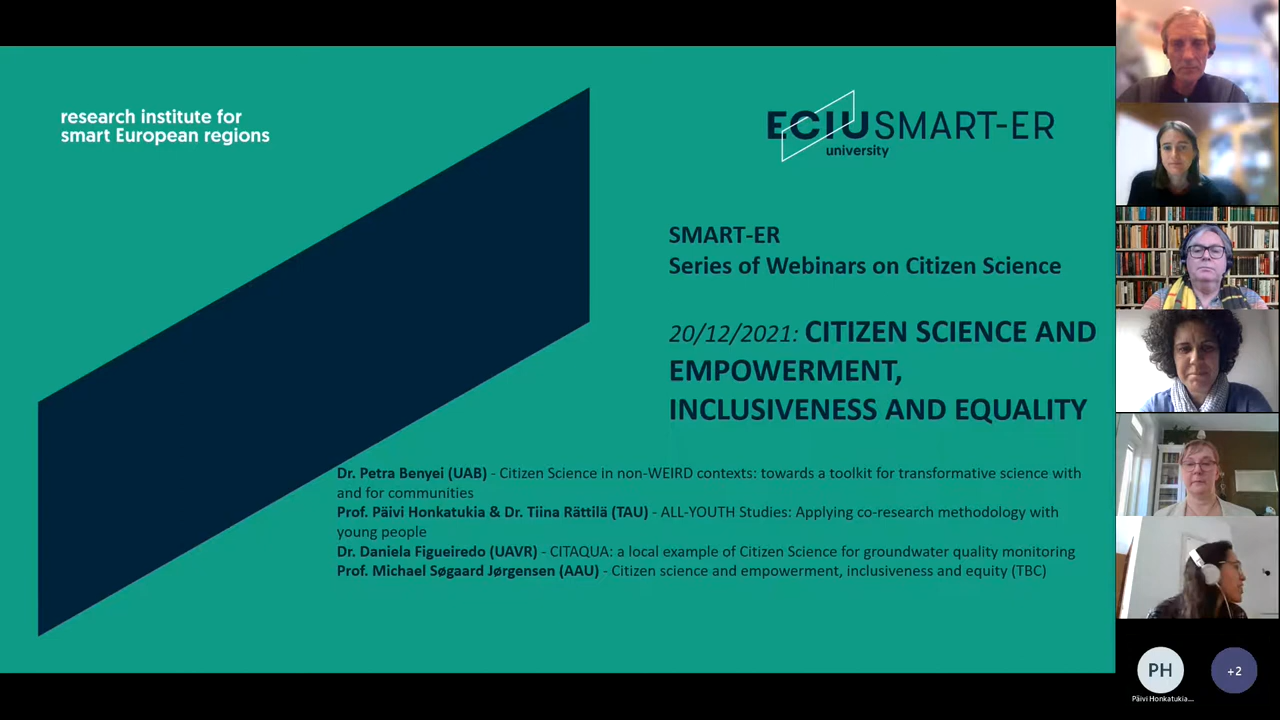 research institute for
smart European regions
ECIU SMART-ER
university
SMART-ER
Series of Webinars on Citizen Science
20/12/2021: CITIZEN SCIENCE AND
EMPOWERMENT,
INCLUSIVENESS AND EQUALITY
Dr. Petra Benyei (UAB) - Citizen Science in non-WEIRD contexts: towards a toolkit for transformative science with
and for communities
Prof. Päivi Honkatukia & Dr. Tiina Rättilä (TAU) - ALL-YOUTH Studies: Applying co-research methodology with
young people
Dr. Daniela Figueiredo (UAVR) - CITAQUA: a local example of Citizen Science for groundwater quality monitoring
Prof. Michael Søgaard Jørgensen (AAU) - Citizen science and empowerment, inclusiveness and equity (TBC)
PH
+2
Päivi Honkatukia...